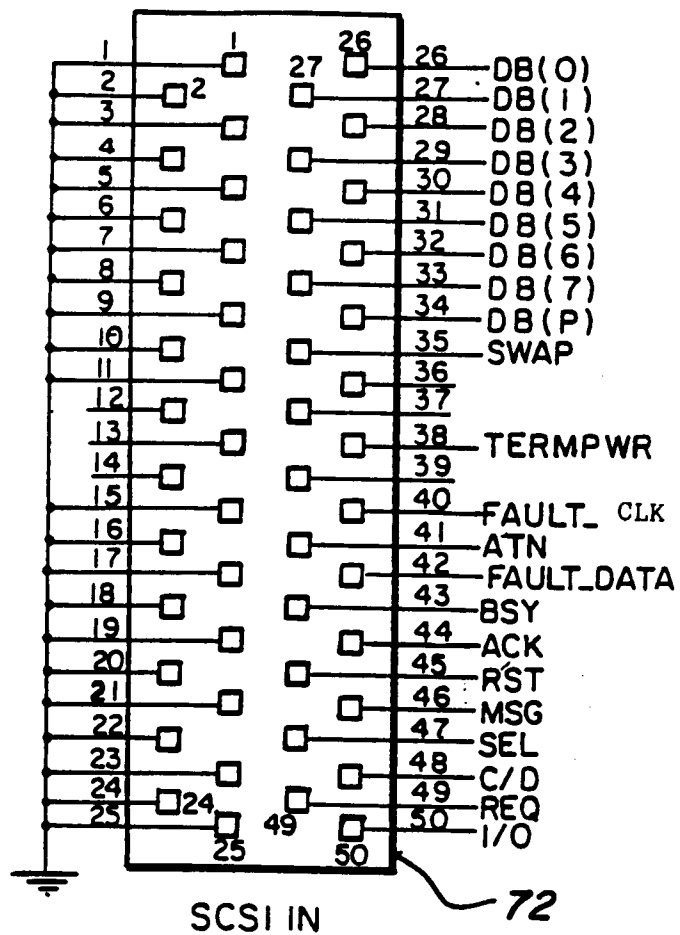 1 1 26 26 DB(0)
2 2 27 27 DB(1)
3 28 DB(2)
4 29 DB(3)
5 30 DB(4)
6 31 DB(5)
7 32 DB(6)
8 33 DB(7)
9 34 DB(P)
10 35 SWAP
11 36
12 37
13 38 TERMPWR
14 39
15 40 FAULT_ CLK
16 41 ATN
17 42 FAULT_DATA
18 43 BSY
19 44 ACK
20 45 RST
21 46 MSG
22 47 SEL
23 48 C/D
24 24 49 49 REQ
25 25 50 50 I/O
72
SCSI IN